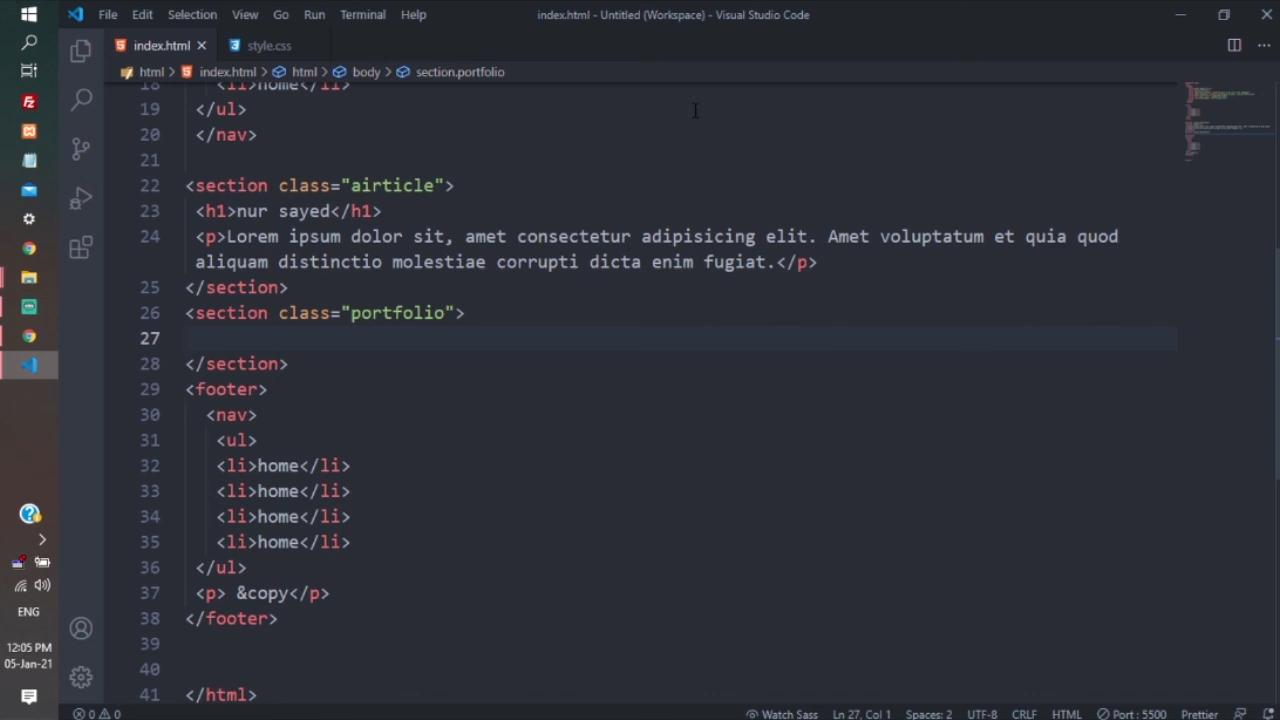 File Edit Selection View Go Run Terminal Help index.html - Untitled (Workspace) - Visual Studio Code
index.html style.css
html > index.html > html > body > section.portfolio
18 <li>home</li>
19 </ul>
20 </nav>
21
22 <section class="airticle">
23 <h1>nur sayed</h1>
24 <p>Lorem ipsum dolor sit, amet consectetur adipisicing elit. Amet voluptatum et quia quod
aliquam distinctio molestiae corrupti dicta enim fugiat.</p>
25 </section>
26 <section class="portfolio">
27
28 </section>
29 <footer>
30 <nav>
31 <ul>
32 <li>home</li>
33 <li>home</li>
34 <li>home</li>
35 <li>home</li>
36 </ul>
37 <p> &copy</p>
38 </footer>
39
40
41 </html>
ENG
12:05 PM
05-Jan-21
0 0 Watch Sass Ln 27, Col 1 Spaces: 2 UTF-8 CRLF HTML Port : 5500 Prettier